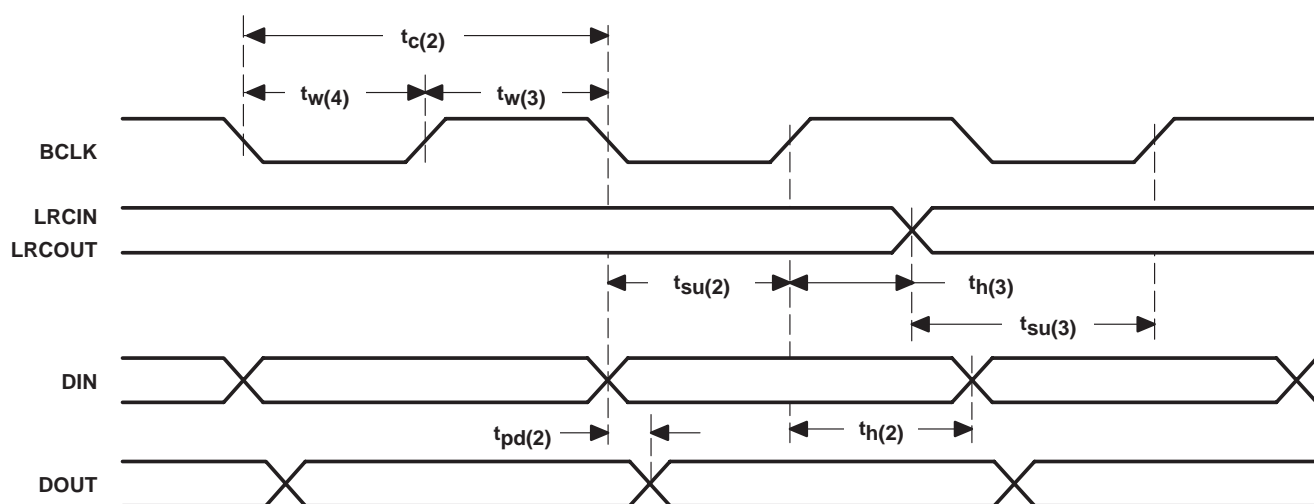 tc(2)
tw(4)
tw(3)
BCLK
LRCIN
LRCOUT
tsu(2)
th(3)
tsu(3)
DIN
tpd(2)
th(2)
DOUT